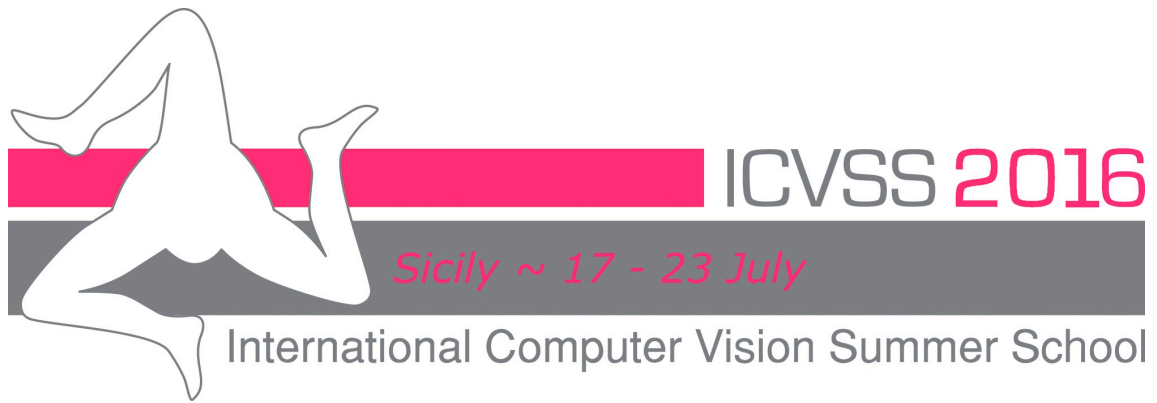 ICVSS 2016
Sicily ~ 17 - 23 July
International Computer Vision Summer School